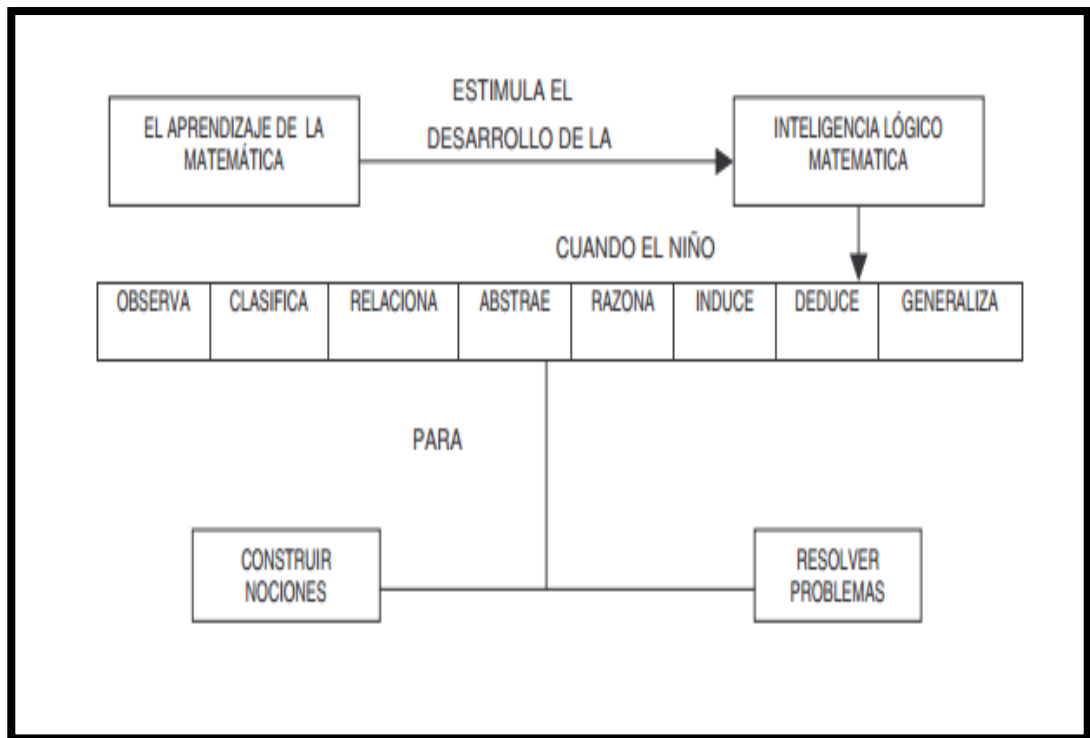 ESTIMULA EL
DESARROLLO DE LA
EL APRENDIZAJE DE LA
MATEMÁTICA
INTELIGENCIA LÓGICO
MATEMATICA
CUANDO EL NIÑO
OBSERVA CLASIFICA RELACIONA ABSTRAE RAZONA INDUCE DEDUCE GENERALIZA
PARA
CONSTRUIR
NOCIONES
RESOLVER
PROBLEMAS